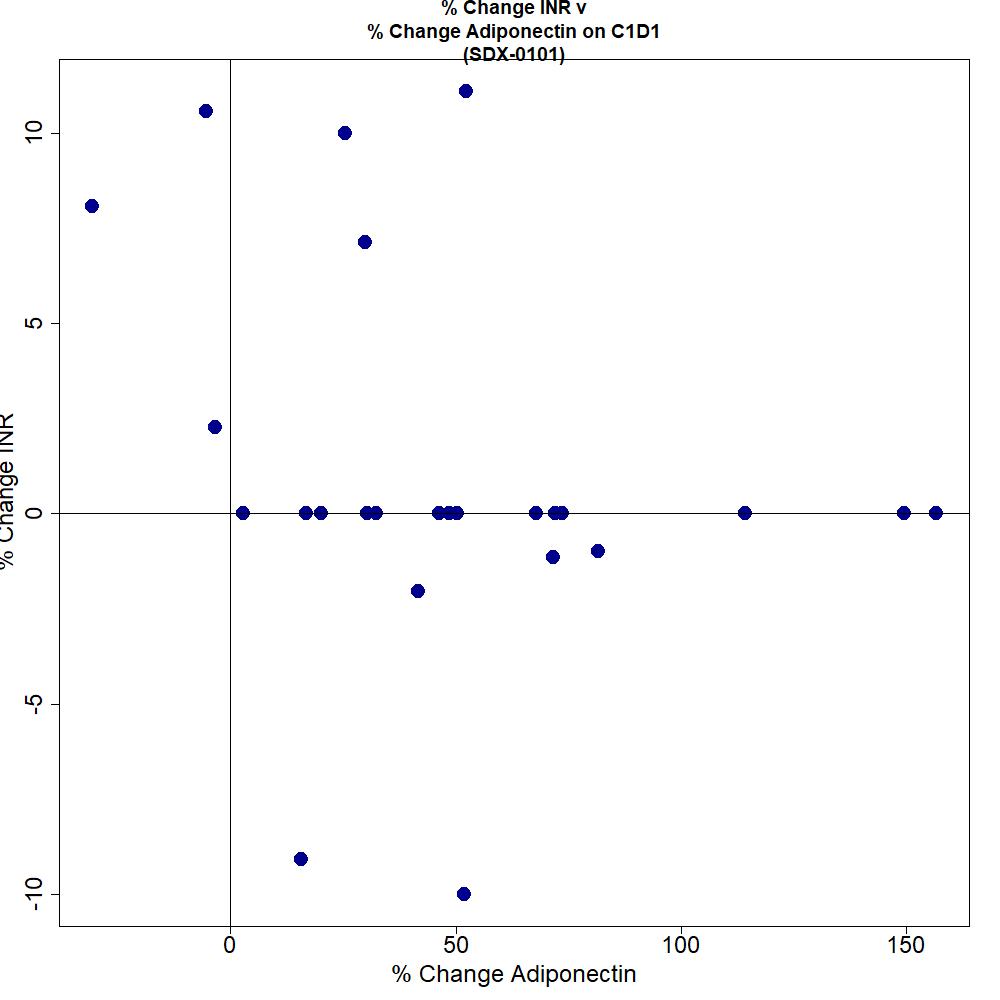 % Change INR v
% Change Adiponectin on C1D1
(SDX-0101)
% Change INR
10
5
0
-5
-10
0
50
100
150
% Change Adiponectin